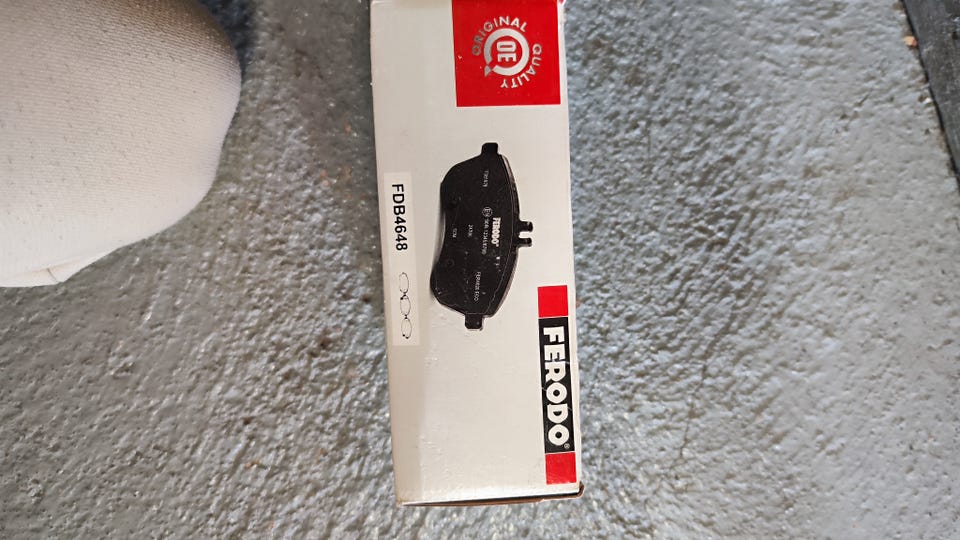 ORIGINAL QUALITY
OE
FERODO
FDB4648
FERODO®